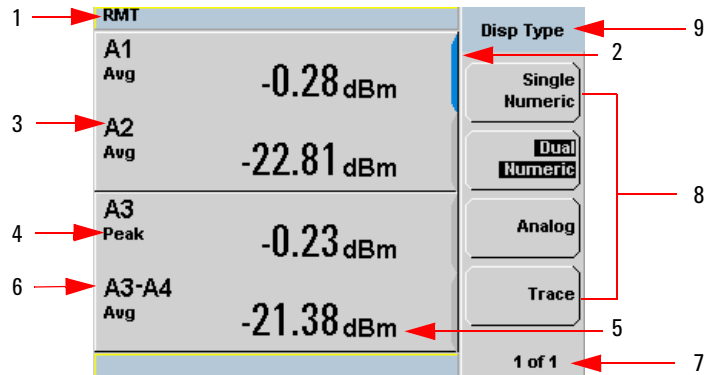 1
RMT
Disp Type
9
2
A1
Avg
-0.28 dBm
Single
Numeric
3
A2
Avg
-22.81 dBm
Dual
Numeric
8
A3
4
Peak
-0.23 dBm
Analog
6
A3-A4
Avg
-21.38 dBm
5
Trace
1 of 1
7